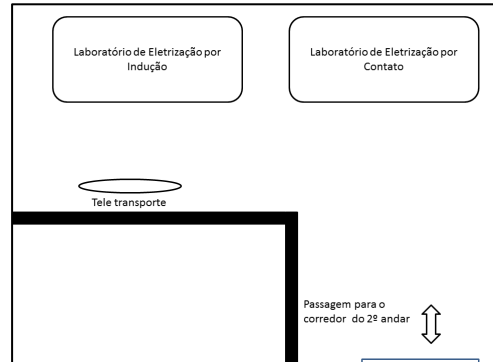 Laboratório de Eletrização por
Indução
Laboratório de Eletrização por
Contato
Tele transporte
Passagem para o
corredor do 2º andar